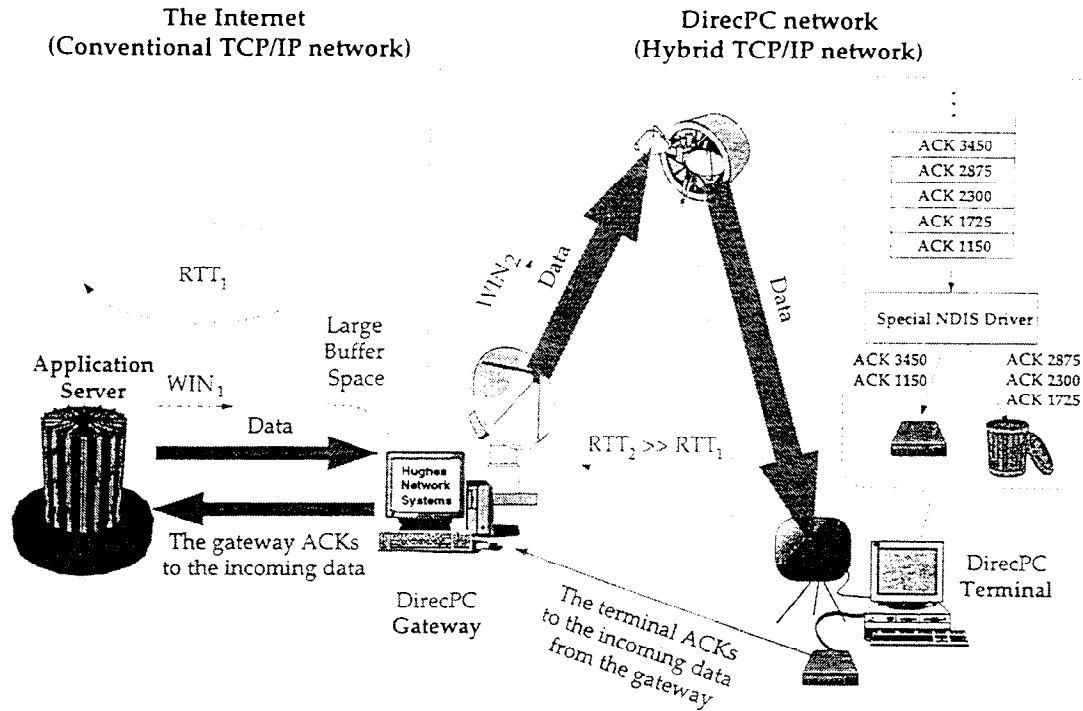 The Internet
(Conventional TCP/IP network)
DirecPC network
(Hybrid TCP/IP network)
ACK 3450
ACK 2875
ACK 2300
ACK 1725
ACK 1150
Special NDIS Driver
ACK 3450
ACK 1150
ACK 2875
ACK 2300
ACK 1725
RTT1
WIN2
Data
Data
Large
Buffer
Space
Application
Server
WIN1
Data
RTT2 >> RTT1
Hughes
Network
Systems
The gateway ACKs
to the incoming data
DirecPC
Gateway
The terminal ACKs
to the incoming data
from the gateway
DirecPC
Terminal